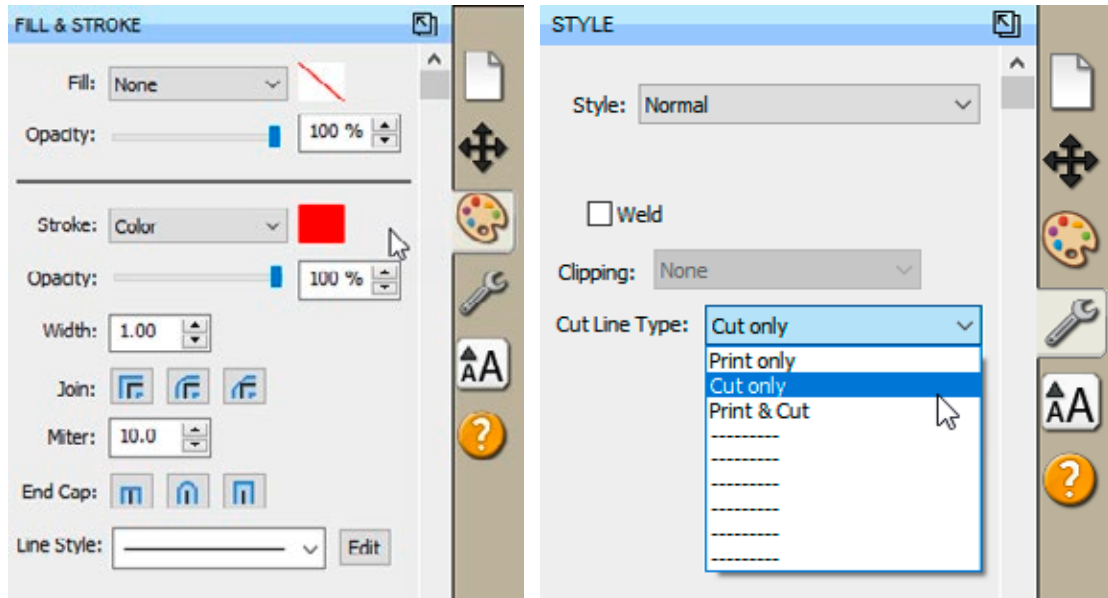 FILL & STROKE
Fill: None
Opacity: 100 %
Stroke: Color
Opacity: 100 %
Width: 1.00
Join:
Miter: 10.0
End Cap:
Line Style: Edit
AA
?
STYLE
Style: Normal
Weld
Clipping: None
Cut Line Type: Cut only
Print only
Cut only
Print & Cut
---------
---------
---------
---------
---------
---------
AA
?